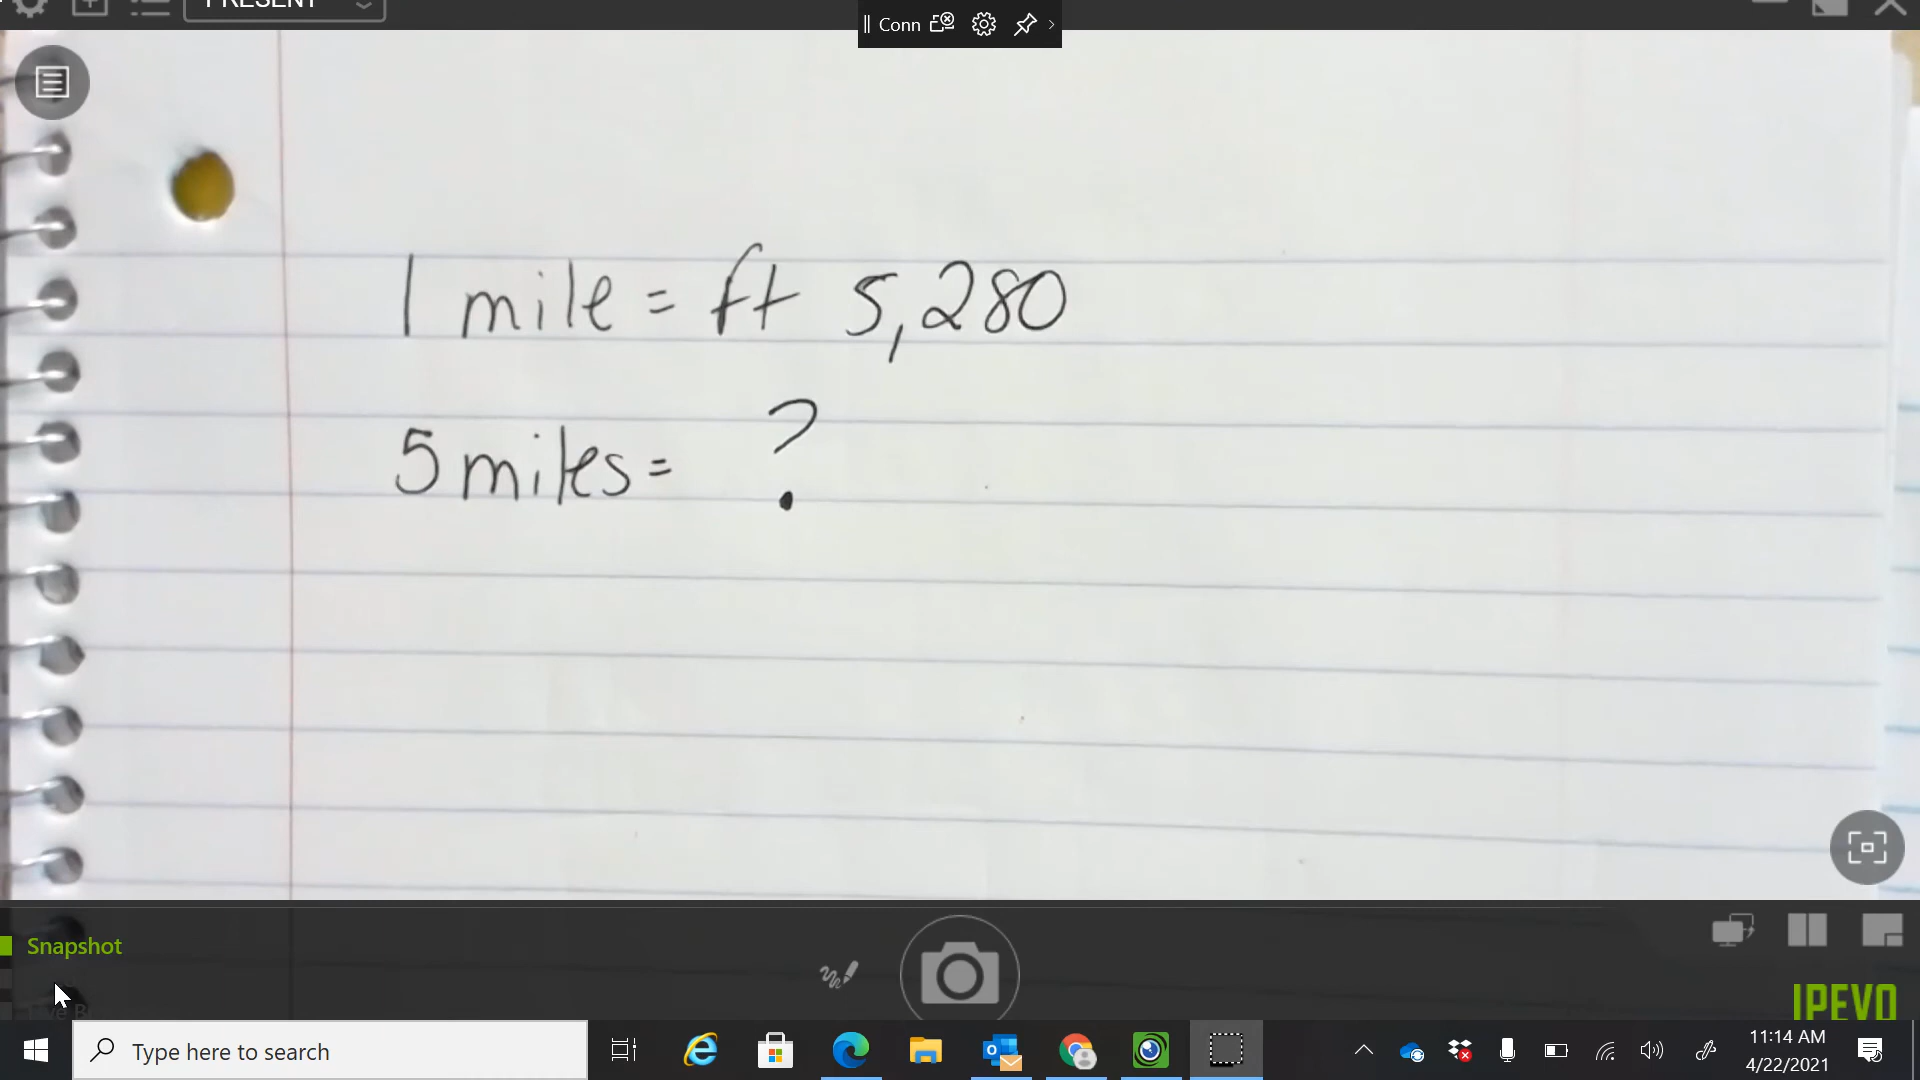 PRESENT
Conn
1 mile = ft 5,280
5 miles = ?
Snapshot
IPEVO
Type here to search
11:14 AM
4/22/2021